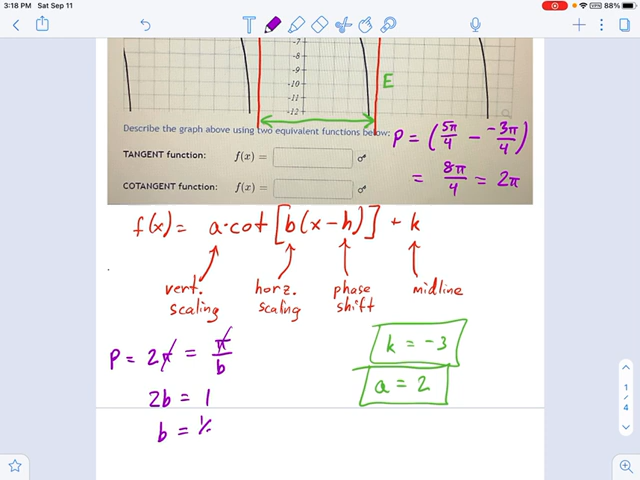 3:18 PM Sat Sep 11
88%
-7
-8
-9
-10
-11
-12
E
Describe the graph above using two equivalent functions below:
TANGENT function: f(x) =
COTANGENT function: f(x) =
P = (5π/4 - -3π/4)
= 8π/4 = 2π
f(x) = a·cot[b(x-h)] + k
vert. scaling
horz. scaling
phase shift
midline
P = 2π = π/b
2b = 1
b = ½
k = -3
a = 2
1
/
4